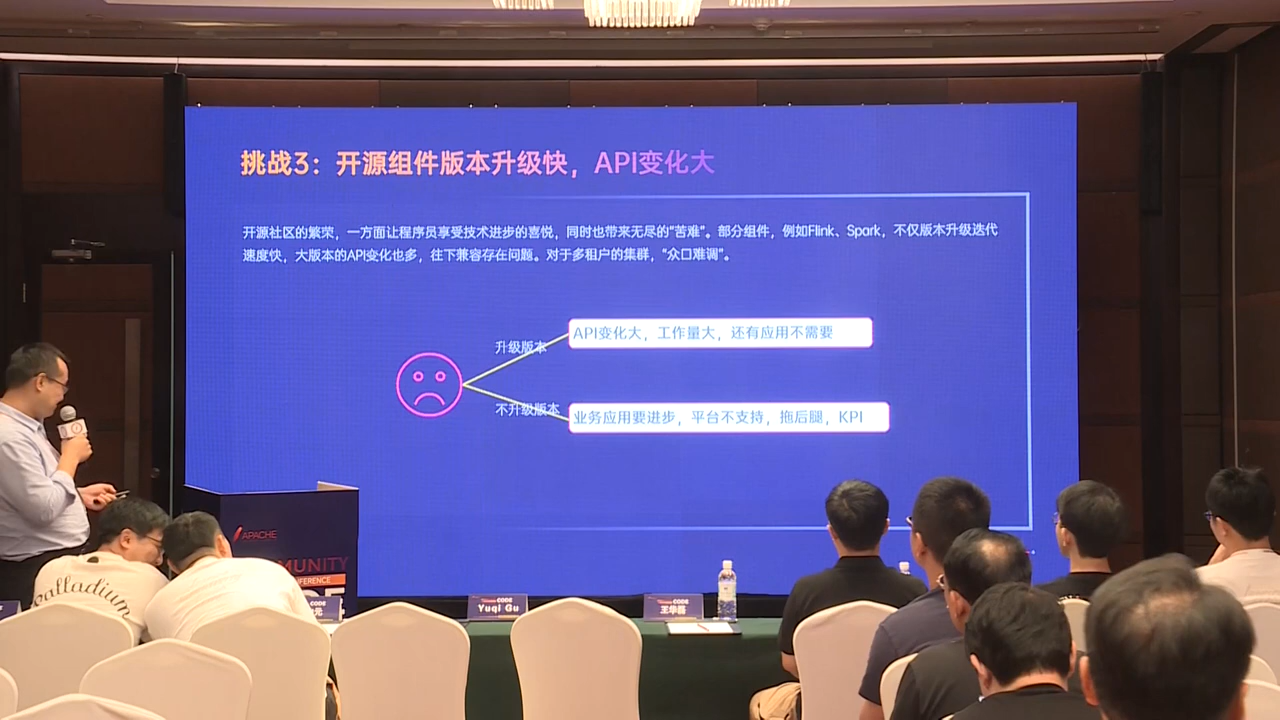 挑战3：开源组件版本升级快，API变化大
开源社区的繁荣，一方面让程序员享受技术进步的喜悦，同时也带来无尽的“苦难”。部分组件，例如Flink、Spark，不仅版本升级迭代
速度快，大版本的API变化也多，往下兼容存在问题。对于多租户的集群，“众口难调”。
升级版本
API变化大，工作量大，还有应用不需要
不升级版本
业务应用要进步，平台不支持，拖后腿，KPI
APACHE
MUNITY
CODE
Yuqi Gu
CODE
palladium